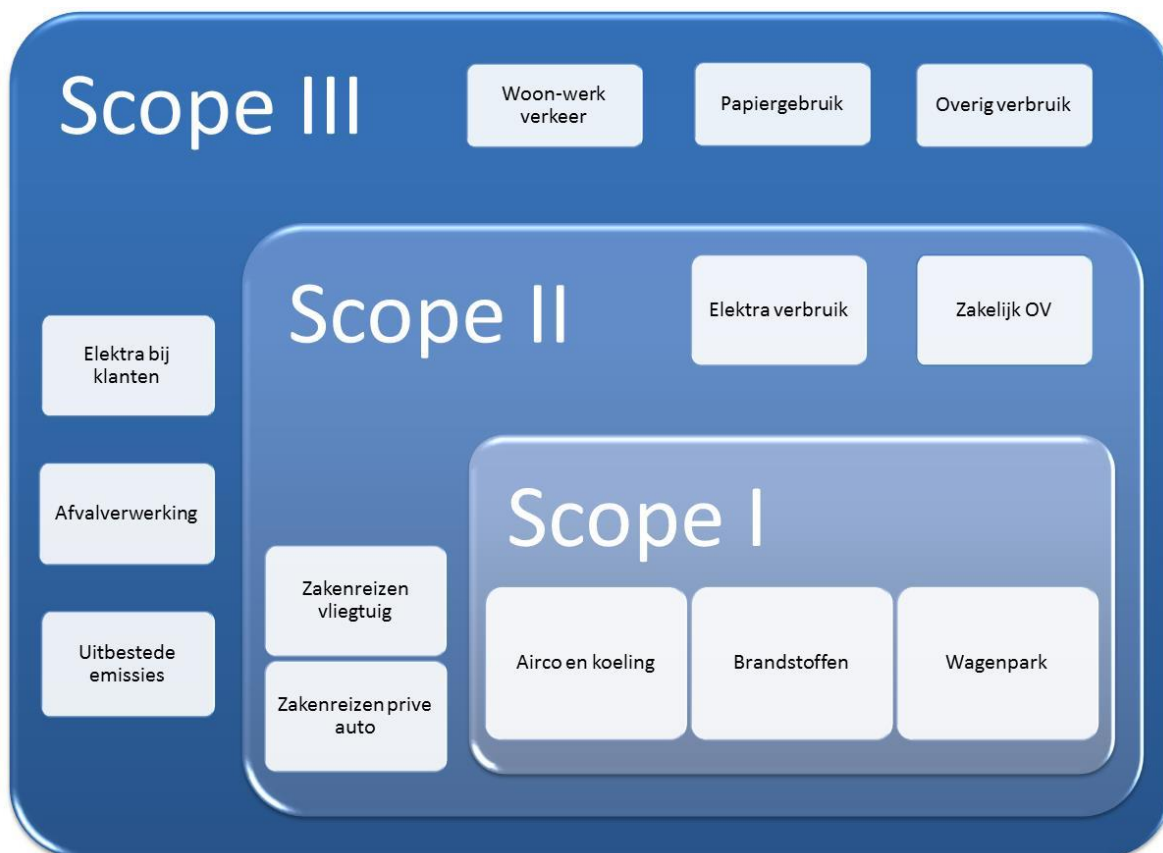 Scope III
Woon-werk
verkeer
Papiergebruik
Overig verbruik
Scope II
Elektra verbruik
Zakelijk OV
Elektra bij
klanten
Afvalverwerking
Uitbestede
emissies
Zakenreizen
vliegtuig
Zakenreizen prive
auto
Scope I
Airco en koeling
Brandstoffen
Wagenpark